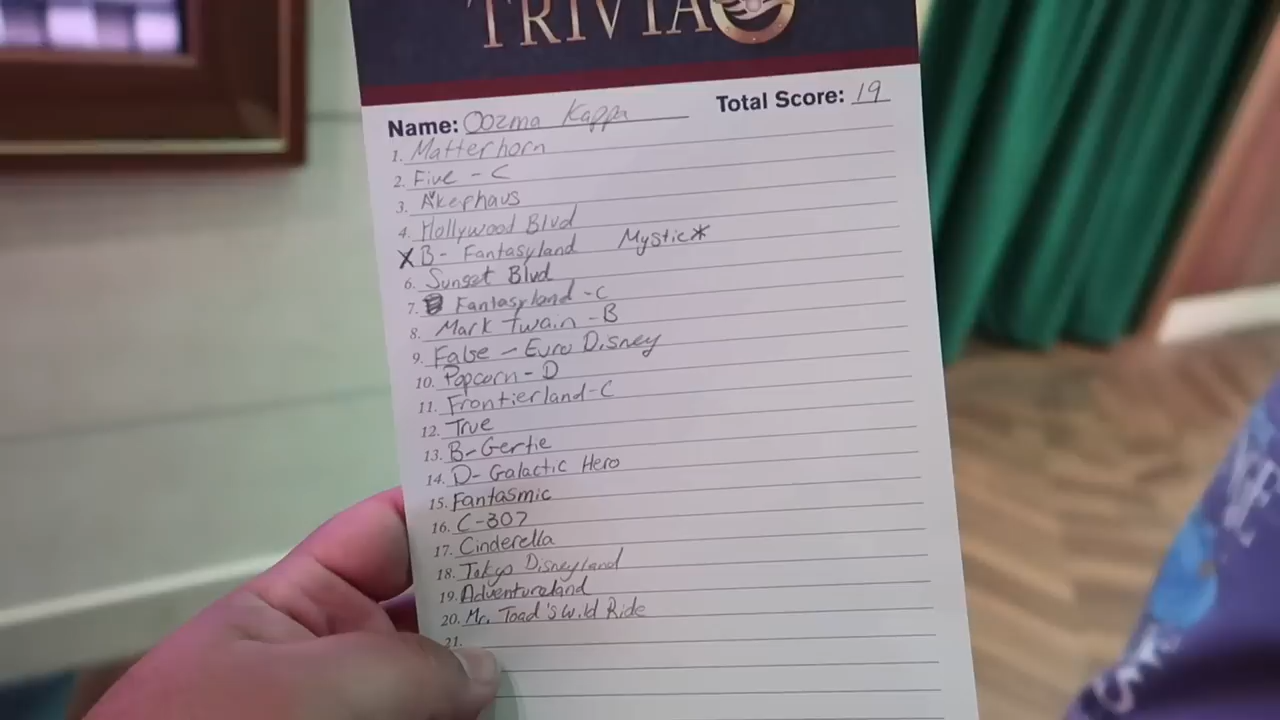 TRIVIA
Name: Oozma Kappa Total Score: 19
1. Matterhorn
2. Five - C
3. Akerhaus
4. Hollywood Blvd
X B- Fantasyland Mystic*
6. Sunset Blvd
7. Fantasyland - C
8. Mark Twain - B
9. False - Euro Disney
10. Popcorn - D
11. Frontierland - C
12. True
13. B- Gertie
14. D- Galactic Hero
15. Fantasmic
16. C-307
17. Cinderella
18. Tokyo Disneyland
19. Adventureland
20. Mr. Toad's Wild Ride
21.